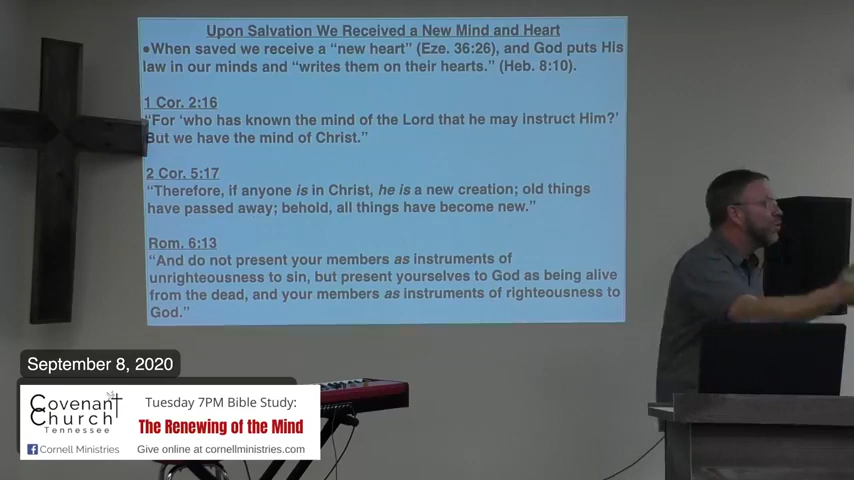 Upon Salvation We Received a New Mind and Heart
•When saved we receive a “new heart” (Eze. 36:26), and God puts His
law in our minds and “writes them on their hearts.” (Heb. 8:10).
1 Cor. 2:16
“For ‘who has known the mind of the Lord that he may instruct Him?’
But we have the mind of Christ.”
2 Cor. 5:17
“Therefore, if anyone is in Christ, he is a new creation; old things
have passed away; behold, all things have become new.”
Rom. 6:13
“And do not present your members as instruments of
unrighteousness to sin, but present yourselves to God as being alive
from the dead, and your members as instruments of righteousness to
God.”
September 8, 2020
Covenant
Church
Tennessee
Cornell Ministries
Tuesday 7PM Bible Study:
The Renewing of the Mind
Give online at cornellministries.com